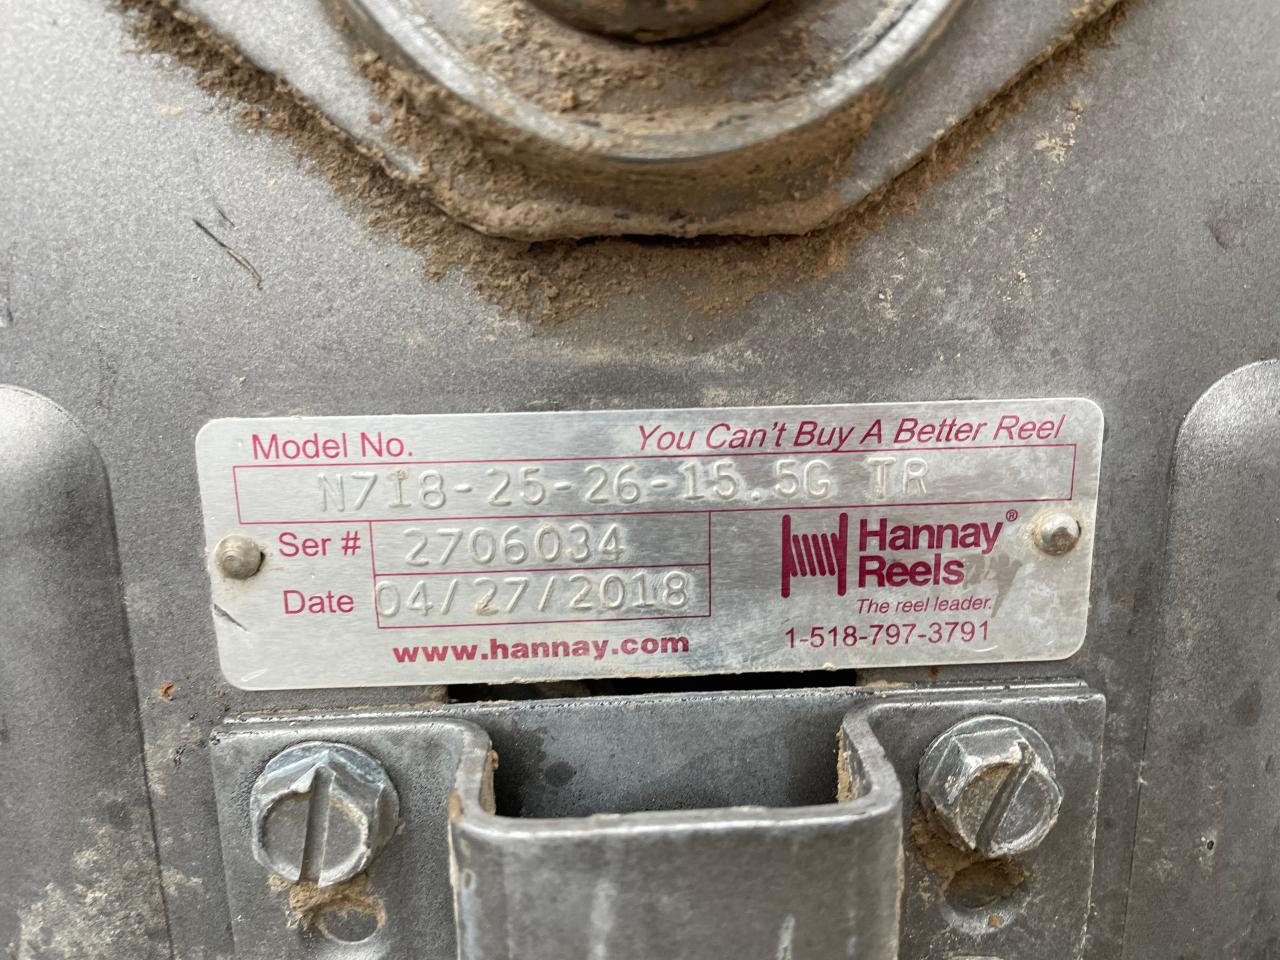 Model No. You Can't Buy A Better Reel
N718-25-26-15.5G TR
Ser # 2706034
Date 04/27/2018
Hannay®
Reels
The reel leader.
www.hannay.com 1-518-797-3791